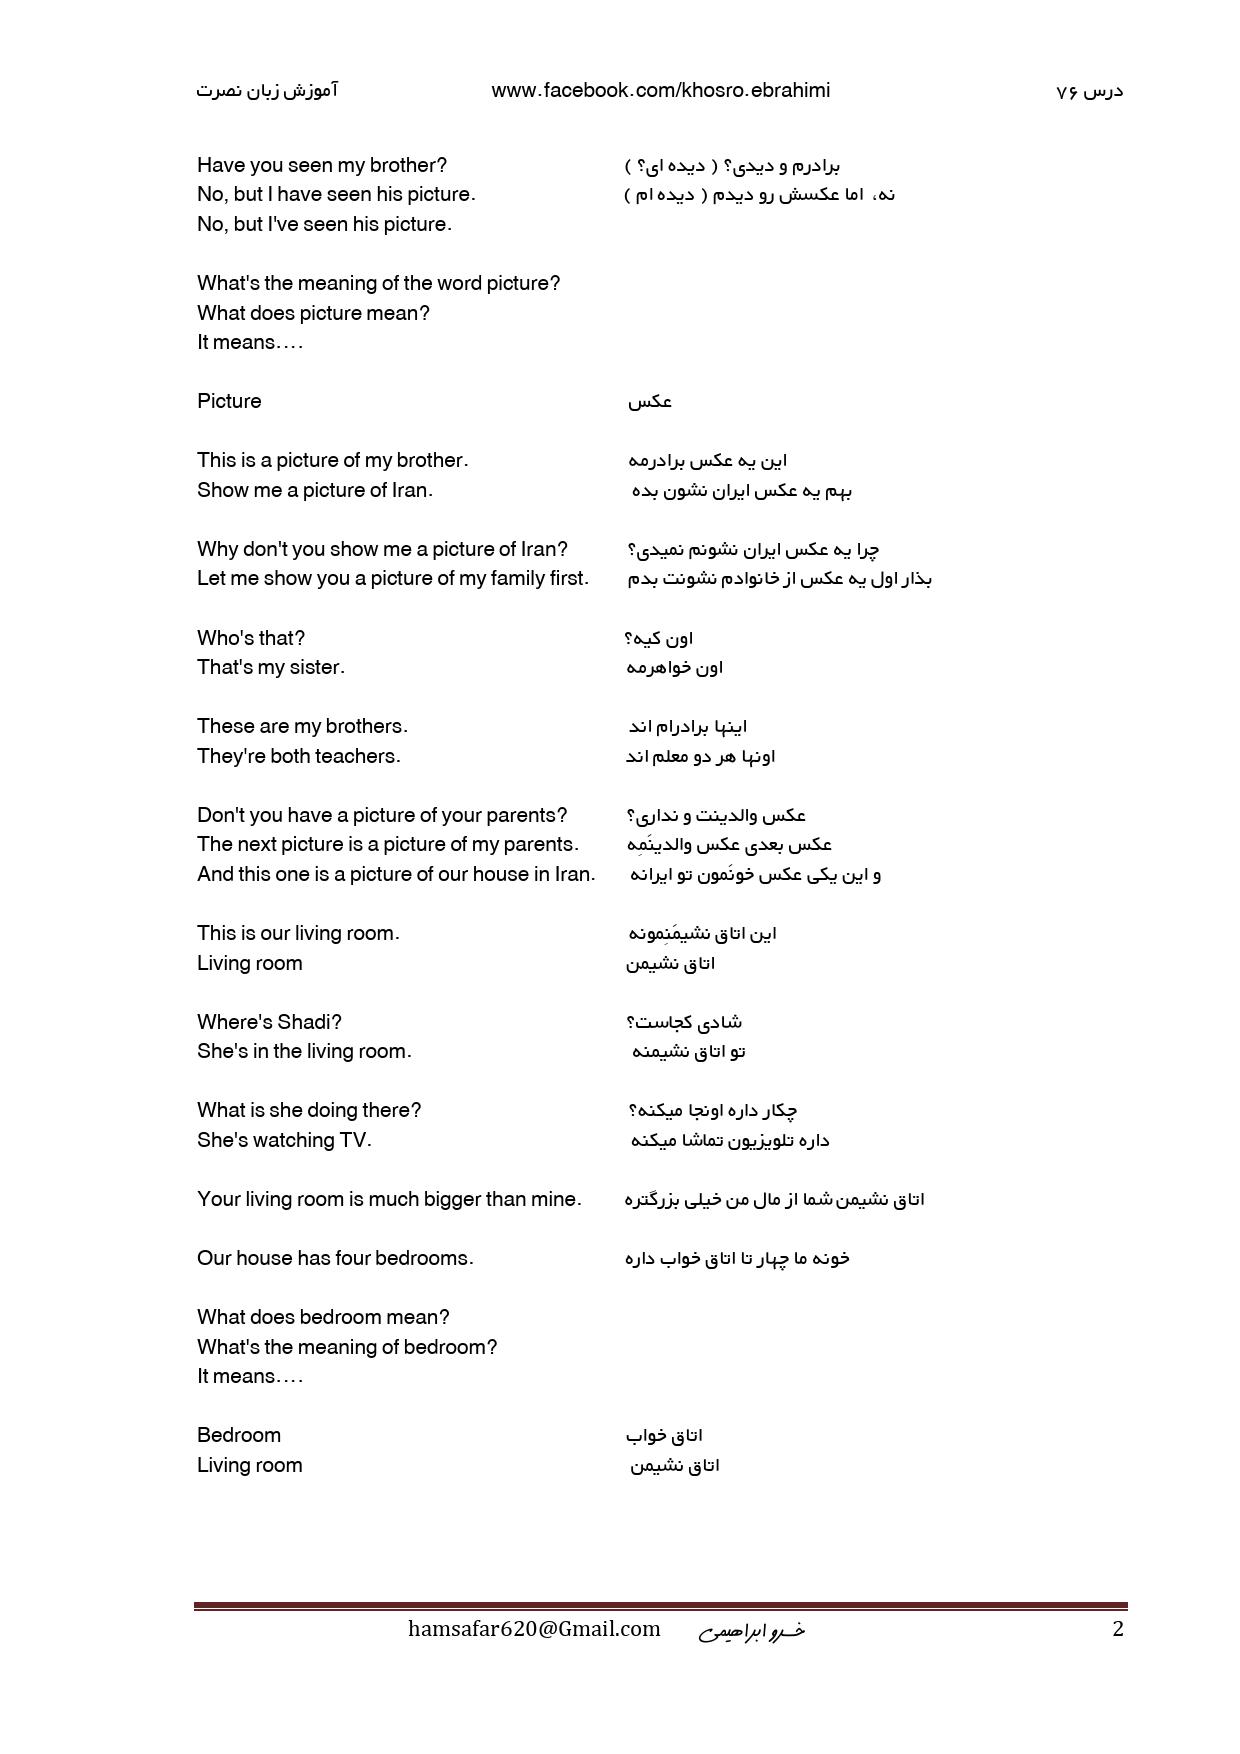 آموزش زبان نصرت www.facebook.com/khosro.ebrahimi درس ۷۶
Have you seen my brother? برادرم و دیدی؟ ( دیده ای؟ )
No, but I have seen his picture. نه، اما عکسش رو دیدم ( دیده ام )
No, but I've seen his picture.
What's the meaning of the word picture?
What does picture mean?
It means....
Picture عکس
This is a picture of my brother. این یه عکس برادرمه
Show me a picture of Iran. بهم یه عکس ایران نشون بده
Why don't you show me a picture of Iran? چرا یه عکس ایران نشونم نمیدی؟
Let me show you a picture of my family first. بذار اول یه عکس از خانوادم نشونت بدم
Who's that? اون کیه؟
That's my sister. اون خواهرمه
These are my brothers. اینها برادرام اند
They're both teachers. اونها هر دو معلم اند
Don't you have a picture of your parents? عکس والدینت و نداری؟
The next picture is a picture of my parents. عکس بعدی عکس والدینَمِه
And this one is a picture of our house in Iran. و این یکی عکس خونَمون تو ایرانه
This is our living room. این اتاق نشیمَنِمونه
Living room اتاق نشیمن
Where's Shadi? شادی کجاست؟
She's in the living room. تو اتاق نشیمنه
What is she doing there? چکار داره اونجا میکنه؟
She's watching TV. داره تلویزیون تماشا میکنه
Your living room is much bigger than mine. اتاق نشیمن شما از مال من خیلی بزرگتره
Our house has four bedrooms. خونه ما چهار تا اتاق خواب داره
What does bedroom mean?
What's the meaning of bedroom?
It means....
Bedroom اتاق خواب
Living room اتاق نشیمن
hamsafar620@Gmail.com خسرو ابراهیمی 2